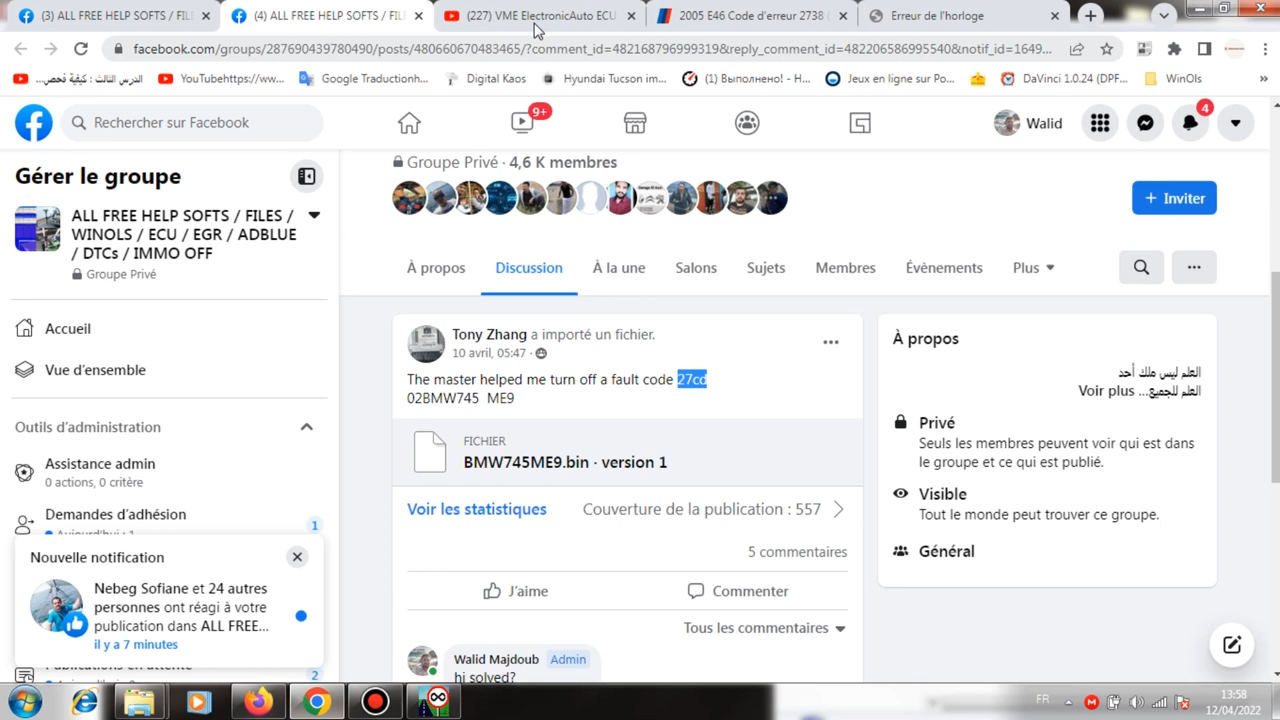 (3) ALL FREE HELP SOFTS / FIL
(4) ALL FREE HELP SOFTS / FIL
(227) VME ElectronicAuto ECU
2005 E46 Code d'erreur 2738 (
Erreur de l'horloge
facebook.com/groups/287690439780490/posts/480660670483465/?comment_id=482168796999319&reply_comment_id=482206586995540&notif_id=1649...
الدرس الثالث : كيفية فحص...
YouTubehttps://ww...
Google Traductionh...
Digital Kaos
Hyundai Tucson im...
(1) Выполнено! - H...
Jeux en ligne sur Po...
DaVinci 1.0.24 (DPF...
WinOls
»
Rechercher sur Facebook
9+
Walid
4
Gérer le groupe
ALL FREE HELP SOFTS / FILES /
WINOLS / ECU / EGR / ADBLUE
/ DTCs / IMMO OFF
Groupe Privé
Accueil
Vue d'ensemble
Outils d'administration
Assistance admin
0 actions, 0 critère
Demandes d'adhésion
1
Nouvelle notification
Nebeg Sofiane et 24 autres
personnes ont réagi à votre
publication dans ALL FREE...
il y a 7 minutes
2
Groupe Privé · 4,6 K membres
+ Inviter
À propos
Discussion
À la une
Salons
Sujets
Membres
Évènements
Plus
Tony Zhang a importé un fichier.
10 avril, 05:47 ·
The master helped me turn off a fault code 27cd
02BMW745 ME9
FICHIER
BMW745ME9.bin · version 1
Voir les statistiques
Couverture de la publication : 557
5 commentaires
J'aime
Commenter
Tous les commentaires
Walid Majdoub Admin
hi solved?
À propos
العلم ليس ملك أحد
العلم للجميع... Voir plus
Privé
Seuls les membres peuvent voir qui est dans
le groupe et ce qui est publié.
Visible
Tout le monde peut trouver ce groupe.
Général
FR
13:58
12/04/2022